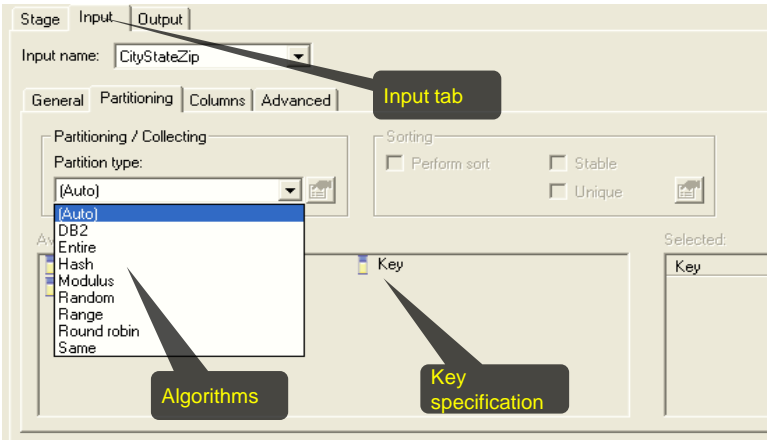 Stage Input Output
Input name: CityStateZip
Input tab
General Partitioning Columns Advanced
Partitioning / Collecting
Sorting
Partition type:
Perform sort
Stable
(Auto)
Unique
(Auto)
DB2
Entire
Hash
Modulus
Random
Range
Round robin
Same
Key
Selected:
Key
Algorithms
Key
specification